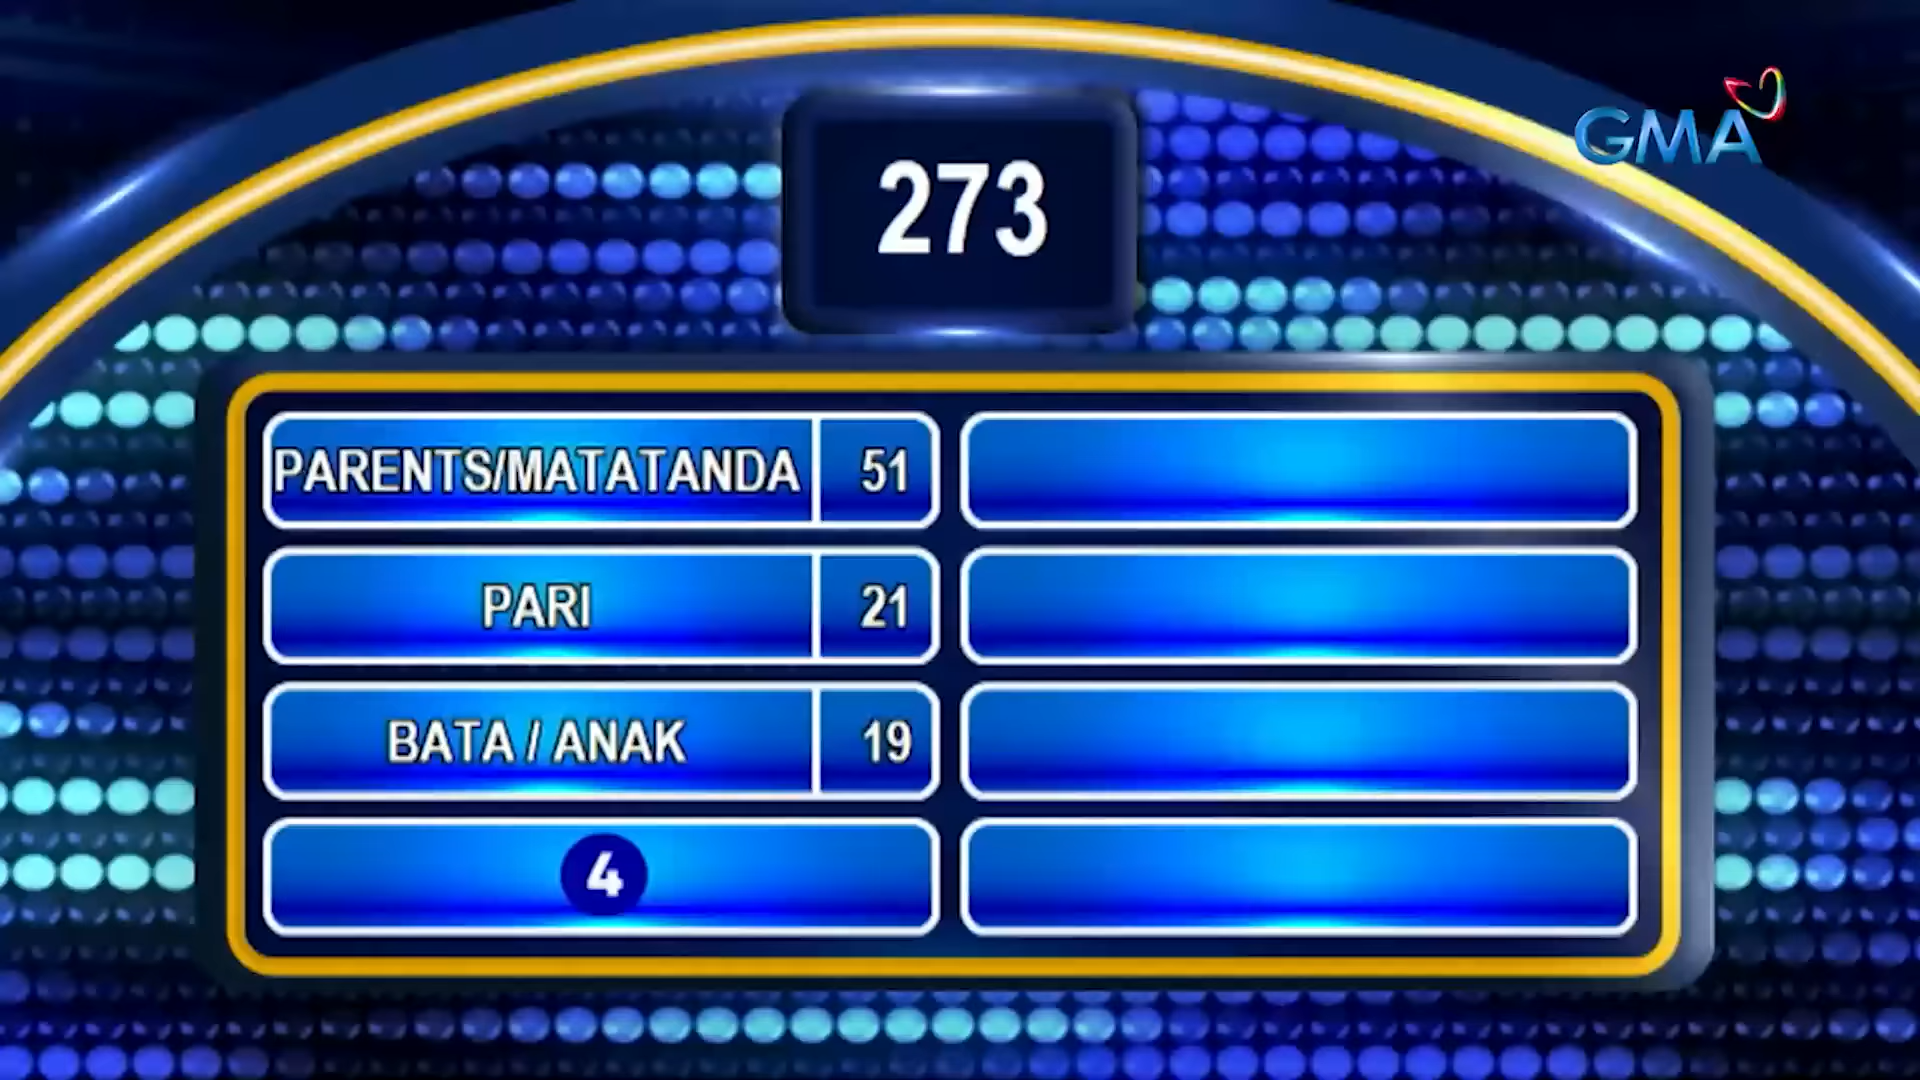 GMA
273
PARENTS/MATATANDA 51
PARI 21
BATA / ANAK 19
4